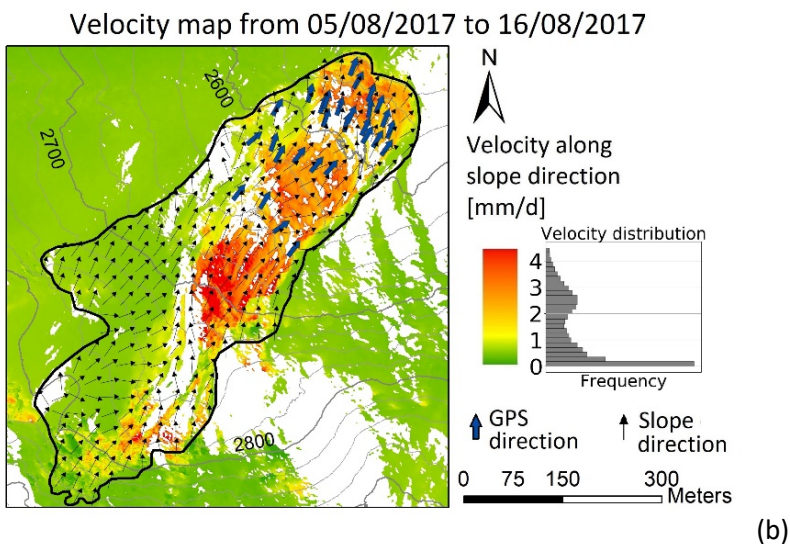 Velocity map from 05/08/2017 to 16/08/2017
2600
2700
2800
N
Velocity along
slope direction
[mm/d]
Velocity distribution
4
3
2
1
0
Frequency
GPS
direction
Slope
direction
0 75 150 300
Meters
(b)